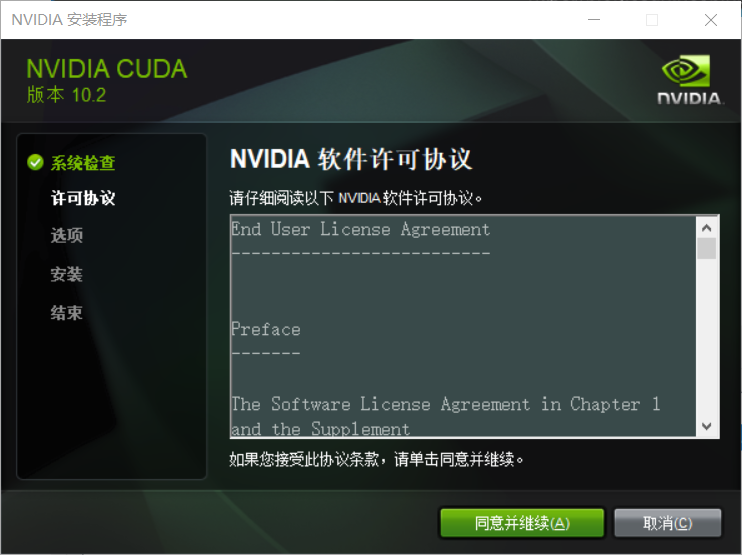 NVIDIA 安装程序
NVIDIA CUDA
版本 10.2
NVIDIA.
系统检查
许可协议
选项
安装
结束
NVIDIA 软件许可协议
请仔细阅读以下 NVIDIA 软件许可协议。
End User License Agreement
--------------------------
Preface
-------
The Software License Agreement in Chapter 1
and the Supplement
如果您接受此协议条款，请单击同意并继续。
同意并继续(A)
取消(C)